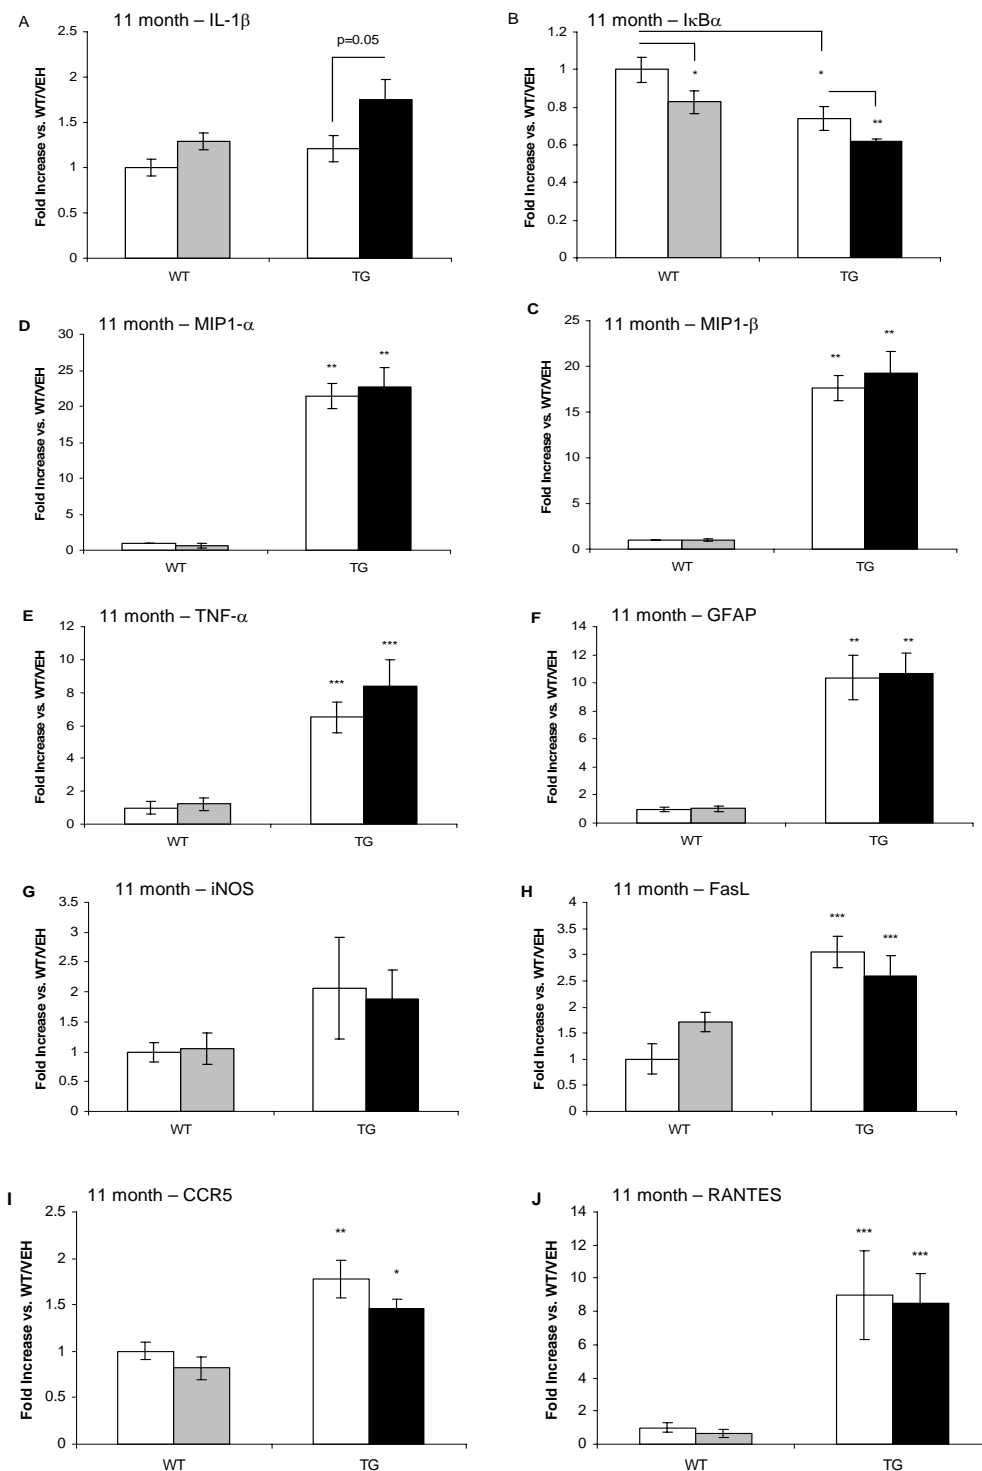 A
11 month – IL-1β
Fold Increase vs. WT/VEH
2.5
2
1.5
1
0.5
0
p=0.05
WT
TG
B
11 month – IκBα
Fold Increase vs. WT/VEH
1.2
1
0.8
0.6
0.4
0.2
0
*
*
**
WT
TG
D
11 month – MIP1-α
Fold Increase vs. WT/VEH
30
25
20
15
10
5
0
**
**
WT
TG
C
11 month – MIP1-β
Fold Increase vs. WT/VEH
25
20
15
10
5
0
**
**
WT
TG
E
11 month – TNF-α
Fold Increase vs. WT/VEH
12
10
8
6
4
2
0
***
***
WT
TG
F
11 month – GFAP
Fold Increase vs. WT/VEH
14
12
10
8
6
4
2
0
**
**
WT
TG
G
11 month – iNOS
Fold Increase vs. WT/VEH
3.5
3
2.5
2
1.5
1
0.5
0
WT
TG
H
11 month – FasL
Fold Increase vs. WT/VEH
4
3.5
3
2.5
2
1.5
1
0.5
0
***
***
WT
TG
I
11 month – CCR5
Fold Increase vs. WT/VEH
2.5
2
1.5
1
0.5
0
**
*
WT
TG
J
11 month – RANTES
Fold Increase vs. WT/VEH
14
12
10
8
6
4
2
0
***
***
WT
TG